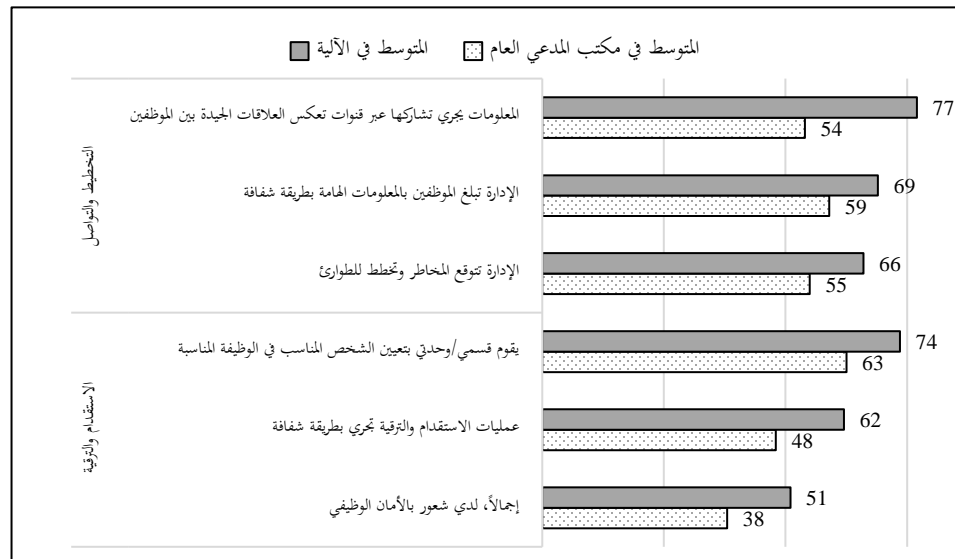 المتوسط في الآلية المتوسط في مكتب المدعي العام
التخطيط والتواصل
المعلومات يجري تشاركها عبر قنوات تعكس العلاقات الجيدة بين الموظفين
77
54
الإدارة تبلغ الموظفين بالمعلومات الهامة بطريقة شفافة
69
59
الإدارة تتوقع المخاطر وتخطط للطوارئ
66
55
الاستقدام والترقية
يقوم قسمي/وحدتي بتعيين الشخص المناسب في الوظيفة المناسبة
74
63
عمليات الاستقدام والترقية تجري بطريقة شفافة
62
48
إجمالاً، لدي شعور بالأمان الوظيفي
51
38